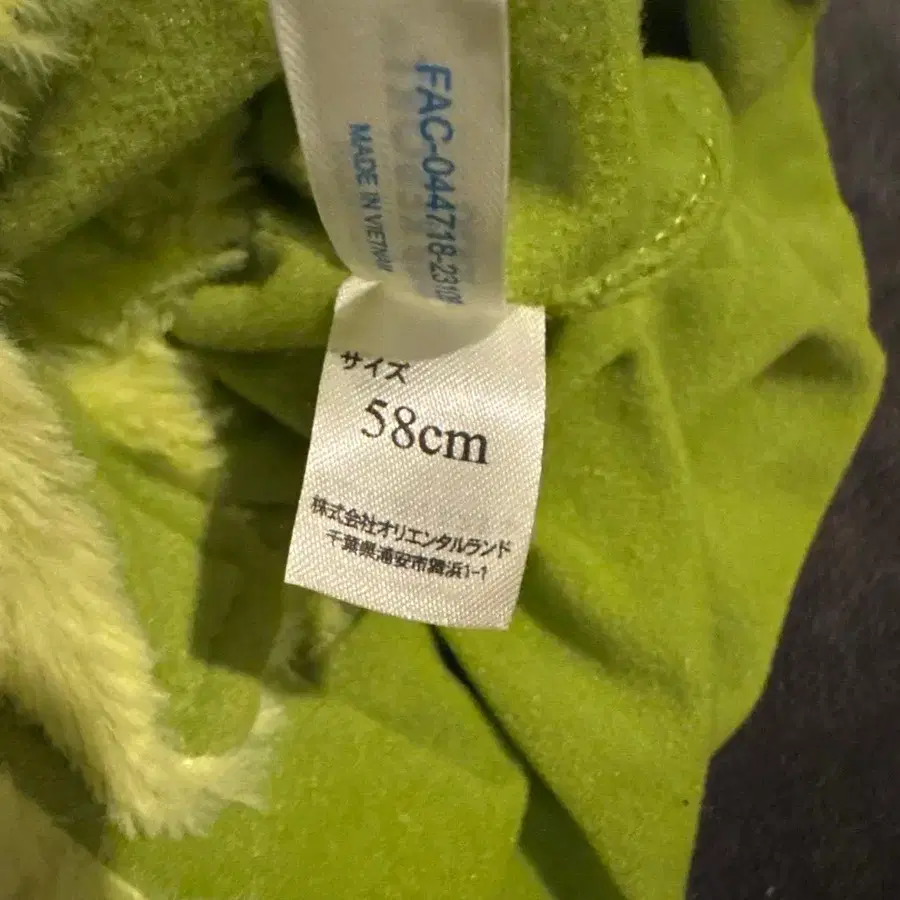 FAC-044718-2310
MADE IN VIETNAM
サイズ
58cm
株式会社オリエンタルランド
千葉県浦安市舞浜1-1